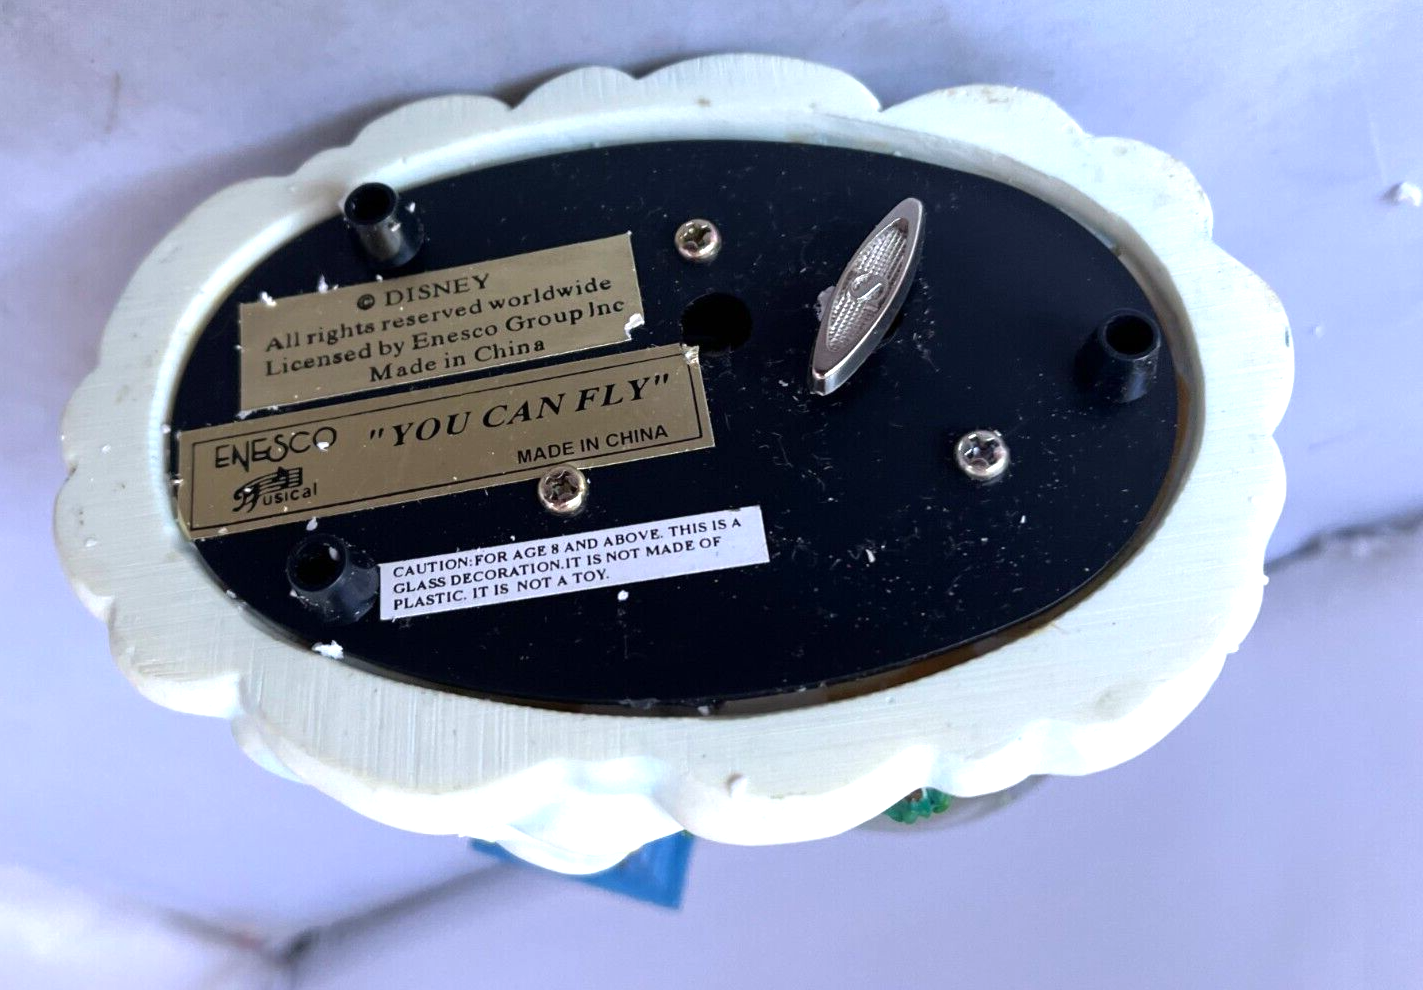 © DISNEY
All rights reserved worldwide
Licensed by Enesco Group Inc
Made in China
ENESCO
Musical
"YOU CAN FLY"
MADE IN CHINA
CAUTION:FOR AGE 8 AND ABOVE. THIS IS A
GLASS DECORATION.IT IS NOT MADE OF
PLASTIC. IT IS NOT A TOY.